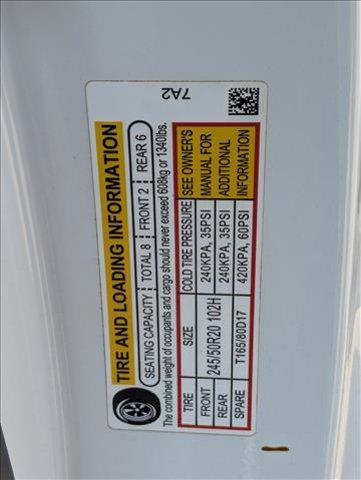 7A2
TIRE AND LOADING INFORMATION
SEATING CAPACITY TOTAL 8 FRONT 2 REAR 6
The combined weight of occupants and cargo should never exceed 608kg or 1340lbs.
TIRE SIZE COLD TIRE PRESSURE SEE OWNER'S
FRONT 245/50R20 102H 240KPA, 35PSI MANUAL FOR
REAR 240KPA, 35PSI ADDITIONAL
SPARE T165/80D17 420KPA, 60PSI INFORMATION